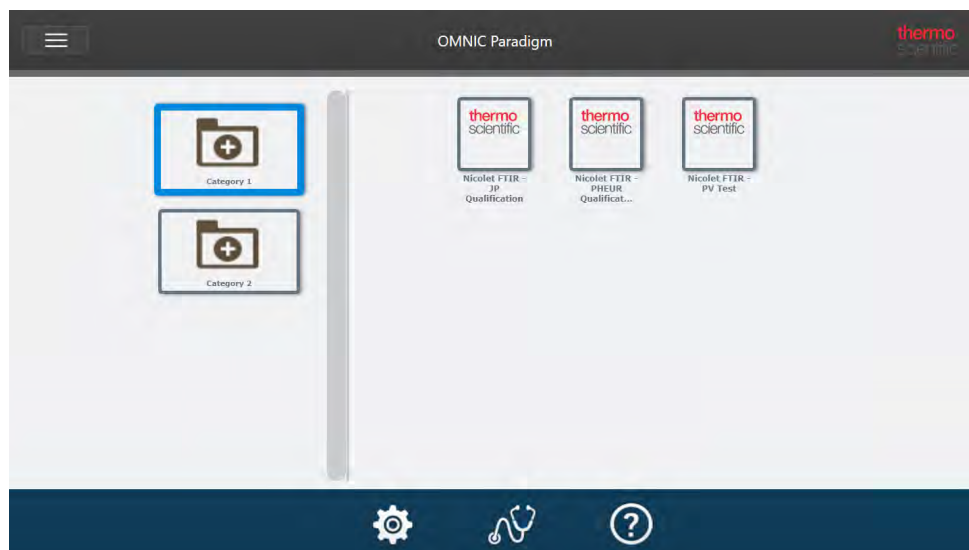 OMNIC Paradigm
thermo
scientific
Category 1
Category 2
thermo
scientific
Nicolet FTIR -
JP
Qualification
thermo
scientific
Nicolet FTIR -
PHEUR
Qualificat...
thermo
scientific
Nicolet FTIR -
PV Test